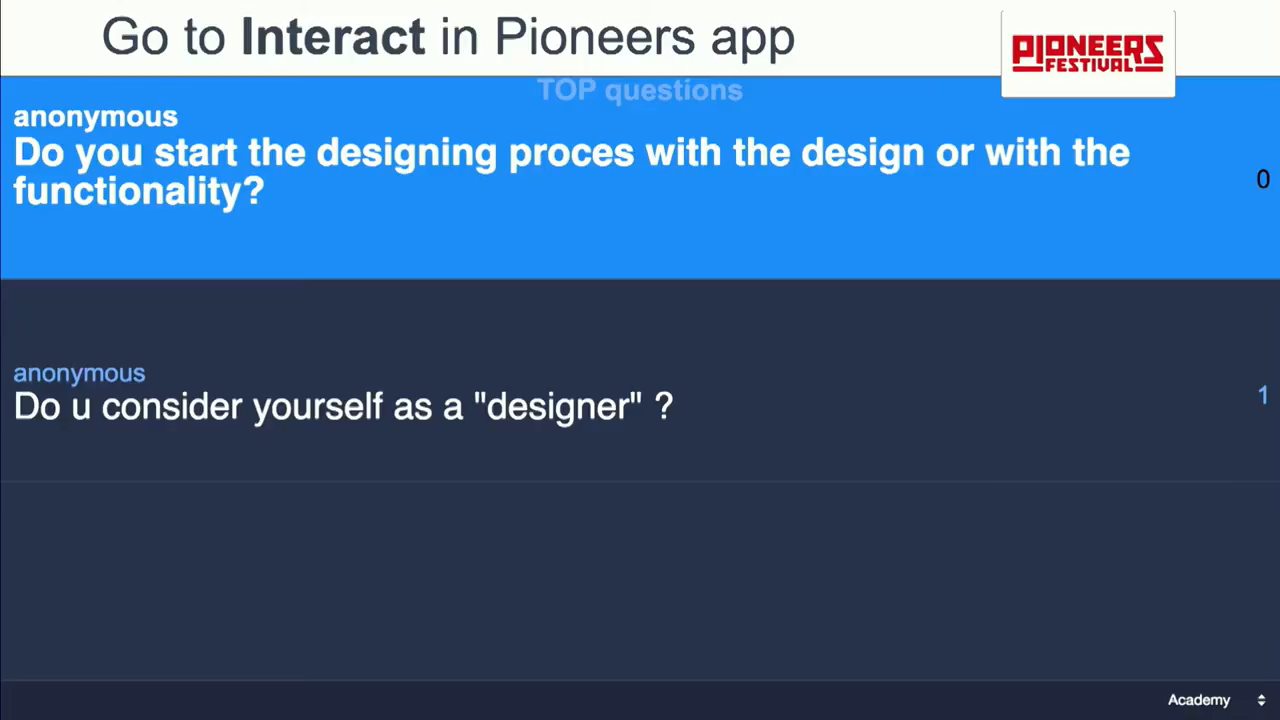 Go to Interact in Pioneers app
PIONEERS
FESTIVAL
TOP questions
anonymous
Do you start the designing proces with the design or with the
functionality?
0
anonymous
Do u consider yourself as a "designer" ?
1
Academy